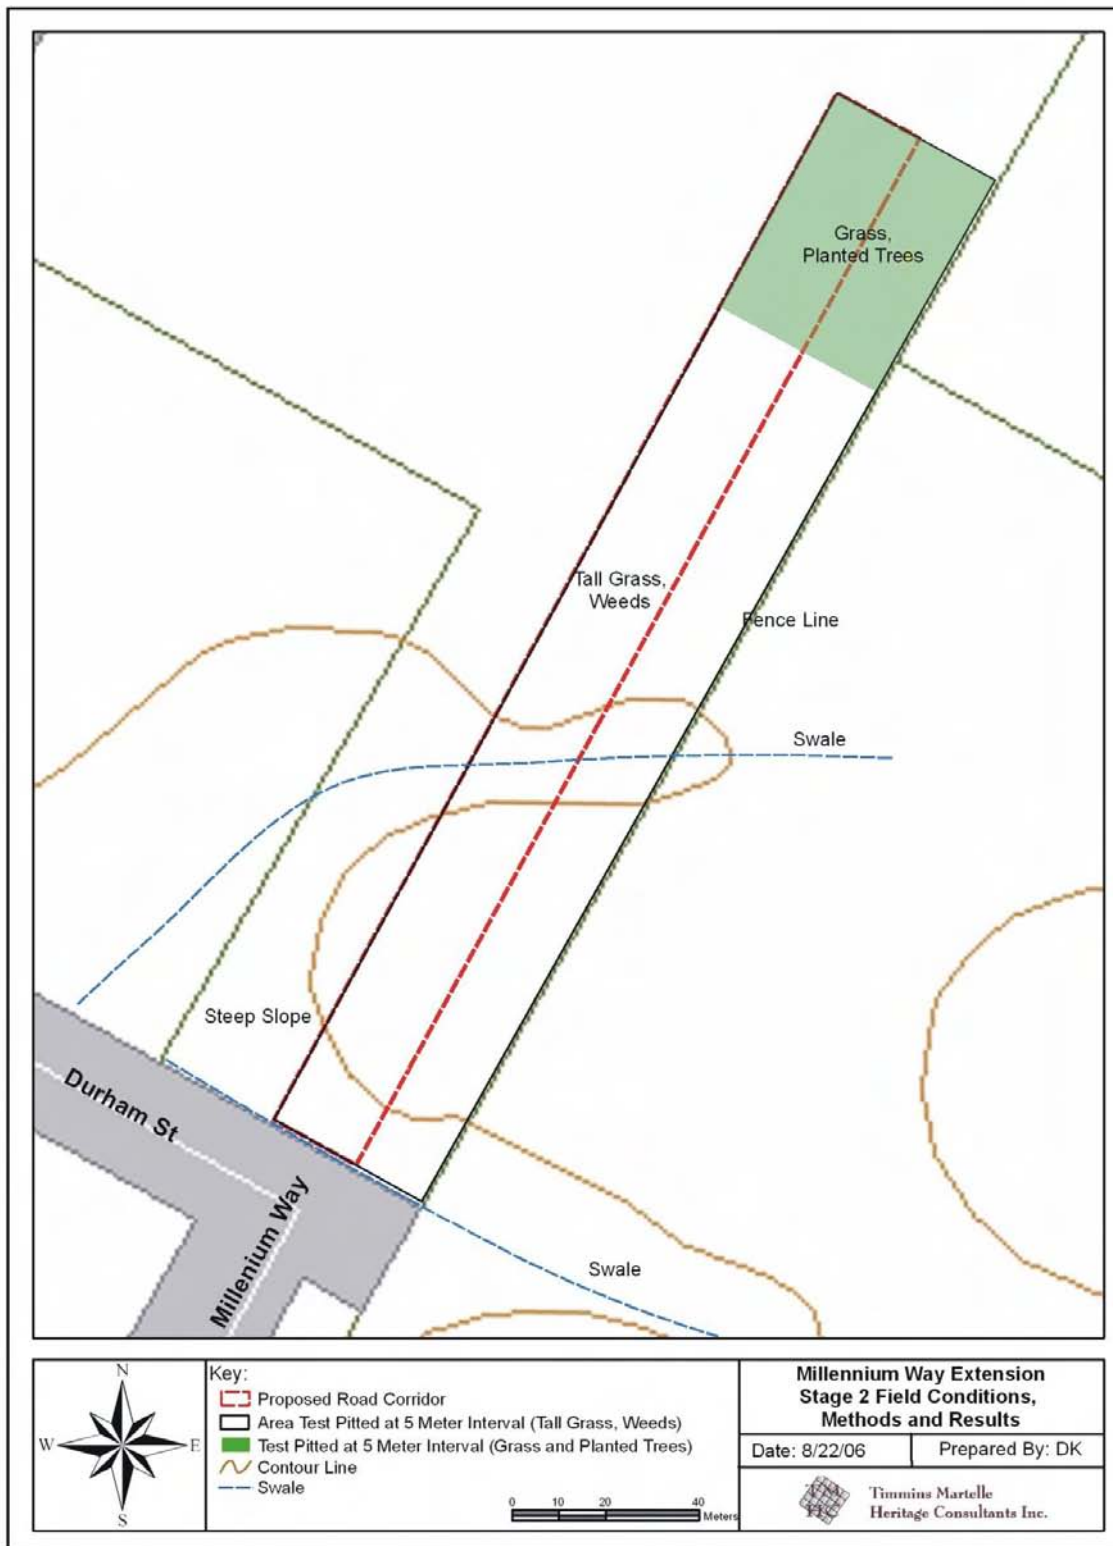 Grass,
Planted Trees
Tall Grass,
Weeds
Fence Line
Swale
Steep Slope
Durham St
Millenium Way
Swale
N
W
E
S
Key:
Proposed Road Corridor
Area Test Pitted at 5 Meter Interval (Tall Grass, Weeds)
Test Pitted at 5 Meter Interval (Grass and Planted Trees)
Contour Line
Swale
0 10 20 40
Meters
Millennium Way Extension
Stage 2 Field Conditions,
Methods and Results
Date: 8/22/06
Prepared By: DK
Timmins Martelle
Heritage Consultants Inc.